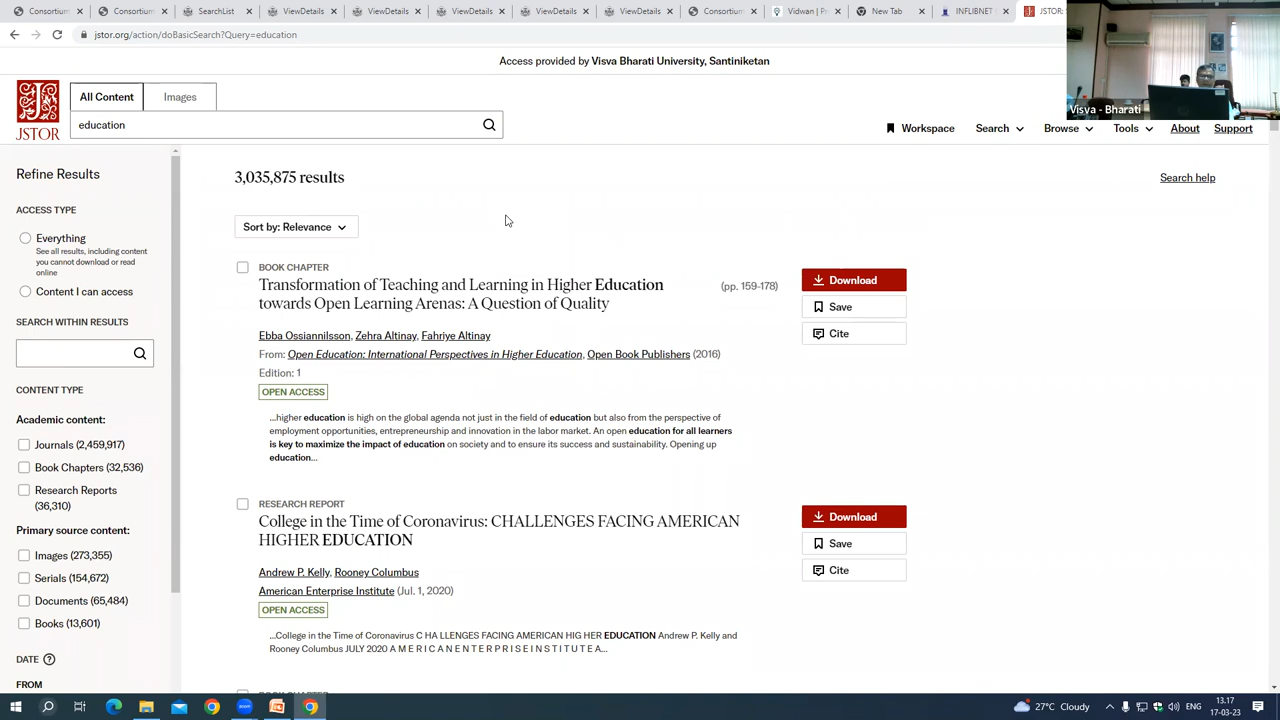 Consortium
Consortium
SearchList
ViewDetails
ViewDetails
ViewDetails
ViewDetails
Consortium
Vidwan | Pr
New Tab
INFLIBNET
JSTOR:
jstor.org/action/doBasicSearch?Query=education
Access provided by Visva Bharati University, Santiniketan
Visva - Bharati
JSTOR
All Content
Images
education
Workspace
Search
Browse
Tools
About
Support
Refine Results
ACCESS TYPE
Everything
See all results, including content
you cannot download or read
online
Content I can access
SEARCH WITHIN RESULTS
CONTENT TYPE
Academic content:
Journals (2,459,917)
Book Chapters (32,536)
Research Reports
(36,310)
Primary source content:
Images (273,355)
Serials (154,672)
Documents (65,484)
Books (13,601)
DATE ?
FROM
3,035,875 results
Search help
Sort by: Relevance
BOOK CHAPTER
Transformation of Teaching and Learning in Higher Education
towards Open Learning Arenas: A Question of Quality
(pp. 159-178)
Ebba Ossiannilsson, Zehra Altinay, Fahriye Altinay
From: Open Education: International Perspectives in Higher Education, Open Book Publishers (2016)
Edition: 1
OPEN ACCESS
...higher education is high on the global agenda not just in the field of education but also from the perspective of
employment opportunities, entrepreneurship and innovation in the labor market. An open education for all learners
is key to maximize the impact of education on society and to ensure its success and sustainability. Opening up
education...
Download
Save
Cite
RESEARCH REPORT
College in the Time of Coronavirus: CHALLENGES FACING AMERICAN
HIGHER EDUCATION
Andrew P. Kelly, Rooney Columbus
American Enterprise Institute (Jul. 1, 2020)
OPEN ACCESS
...College in the Time of Coronavirus C HA LLENGES FACING AMERICAN HIG HER EDUCATION Andrew P. Kelly and
Rooney Columbus JULY 2020 A M E R I C A N E N T E R P R I S E I N S T I T U T E A...
Download
Save
Cite
27°C Cloudy
ENG
13.17
17-03-23